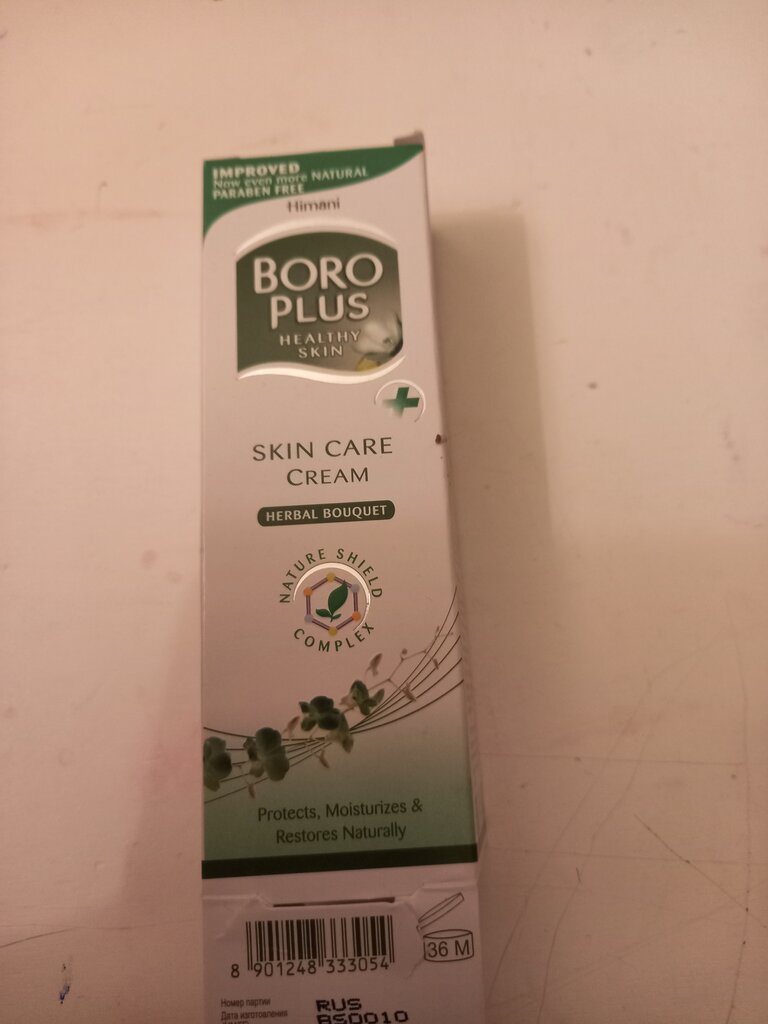 IMPROVED
Now even more NATURAL
PARABEN FREE
Himani
BORO
PLUS
HEALTHY
SKIN
SKIN CARE
CREAM
HERBAL BOUQUET
NATURE SHIELD
COMPLEX
Protects, Moisturizes &
Restores Naturally
36 M
8 901248 333054
Номер партии
RUS
Дата изготовления
BS0010